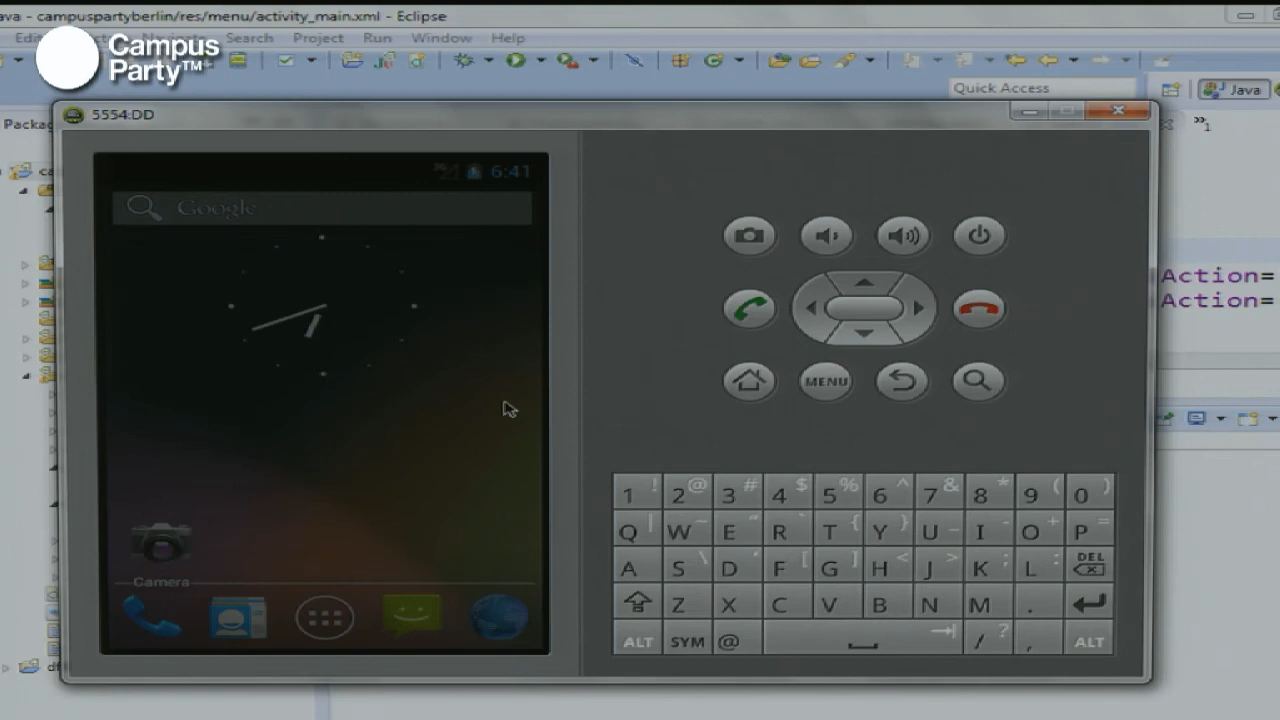 ava - campuspartyberlin/res/menu/activity_main.xml - Eclipse
Search Project Run Window Help
Campus
Party™
Quick Access
Java
5554:DD
Packag
»1
6:41
Google
Action=
Action=
MENU
1 ! 2 @ 3 # 4 $ 5 % 6 ^ 7 & 8 * 9 ( 0 )
Q | W ~ E " R ` T { Y } U _ I - O + P =
A S \ D ' F [ G ] H < J > K ; L : DEL
Z X C V B N M .
ALT SYM @ / ? , ALT
Camera